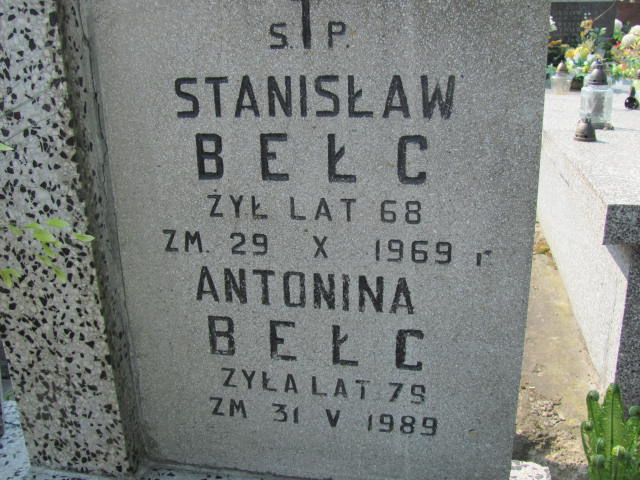 S. P.
STANISŁAW
BEŁC
ŻYŁ LAT 68
ZM. 29 X 1969 r
ANTONINA
BEŁC
ŻYŁA LAT 79
ZM 31 V 1989